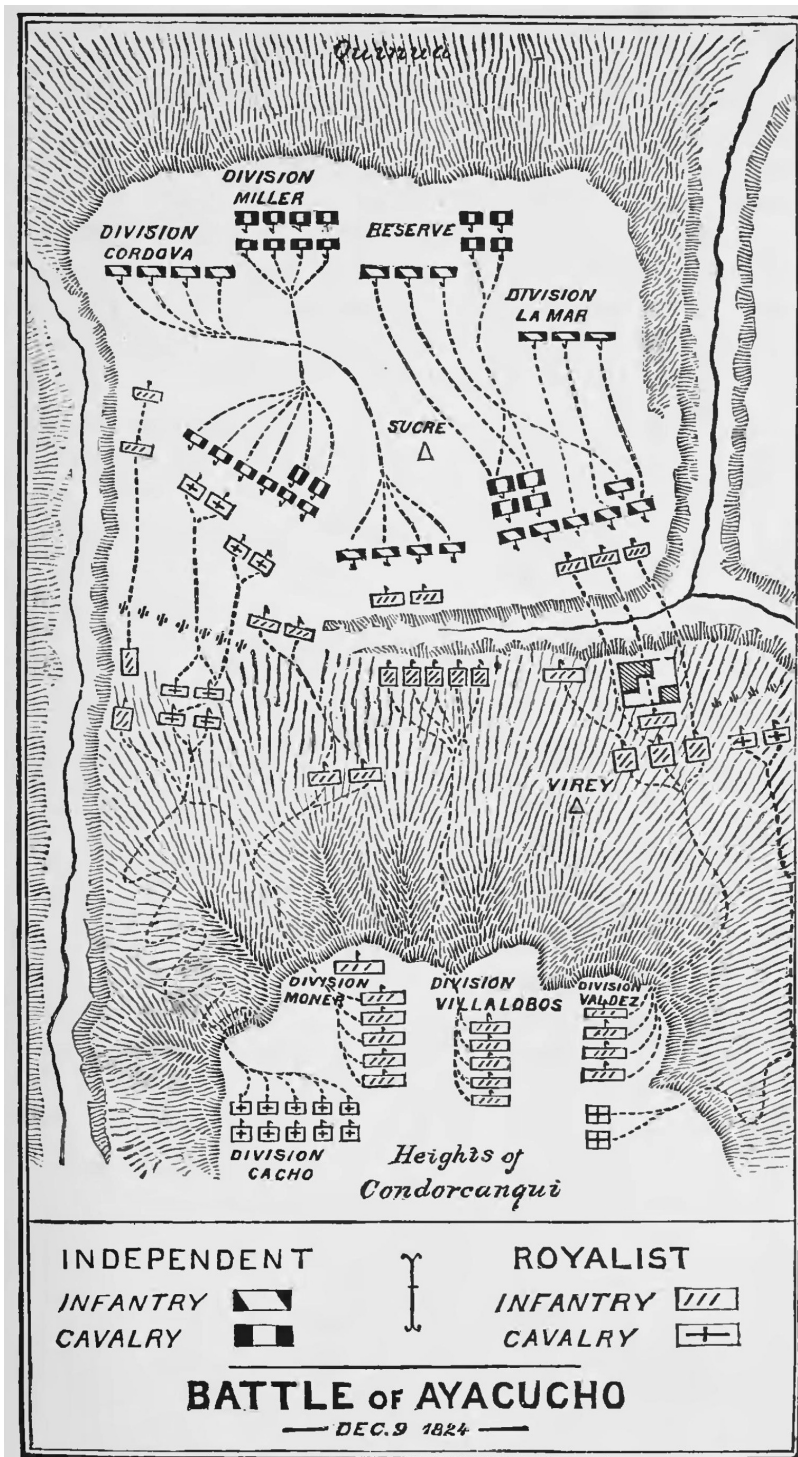 Quinua
DIVISION
MILLER
DIVISION
CORDOVA
RESERVE
DIVISION
LA MAR
SUCRE
VIREY
DIVISION
MONER
DIVISION
VILLALOBOS
DIVISION
VALDEZ
DIVISION
CACHO
Heights of
Condorcanqui
INDEPENDENT
INFANTRY
CAVALRY
ROYALIST
INFANTRY
CAVALRY
BATTLE OF AYACUCHO
DEC. 9 1824